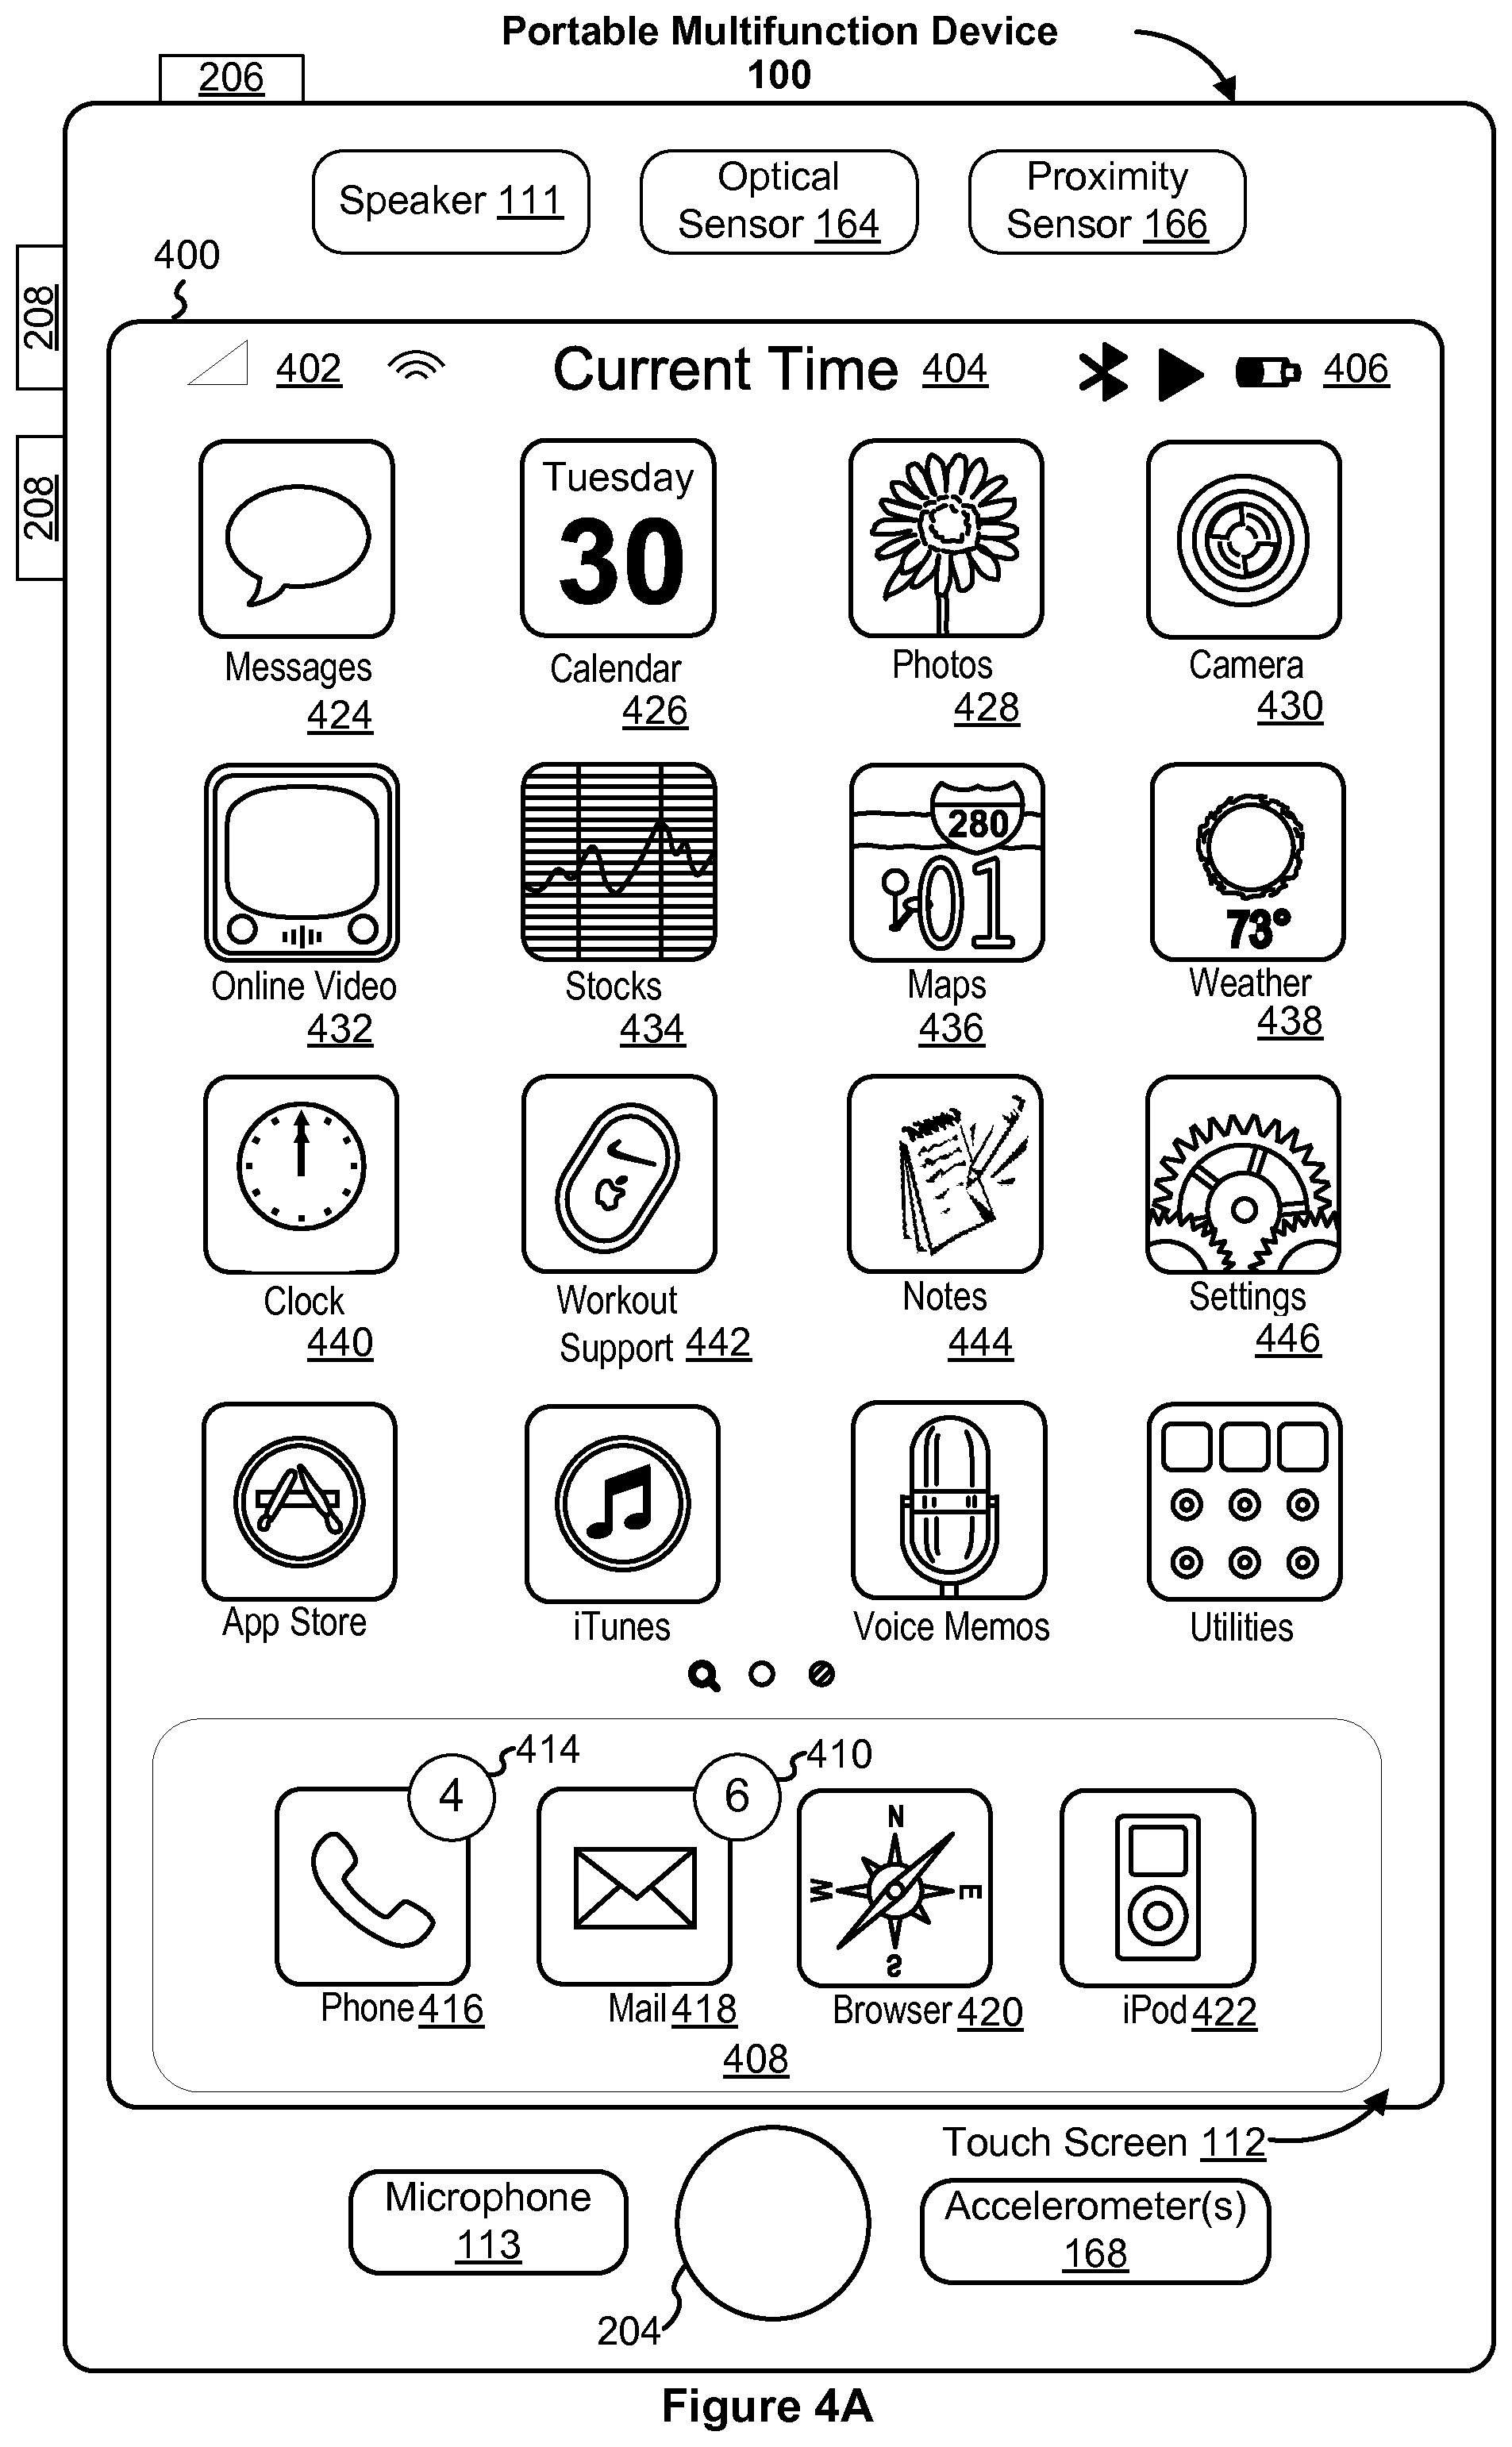 Portable Multifunction Device
100
206
Speaker 111
Optical
Sensor 164
Proximity
Sensor 166
400
208
208
402
Current Time 404
406
Tuesday
30
Messages
424
Calendar
426
Photos
428
Camera
430
280
01
73°
Online Video
432
Stocks
434
Maps
436
Weather
438
Clock
440
Workout
Support 442
Notes
444
Settings
446
App Store
iTunes
Voice Memos
Utilities
4
414
6
410
N
W
E
S
Phone 416
Mail 418
Browser 420
iPod 422
408
Touch Screen 112
Microphone
113
Accelerometer(s)
168
204
Figure 4A